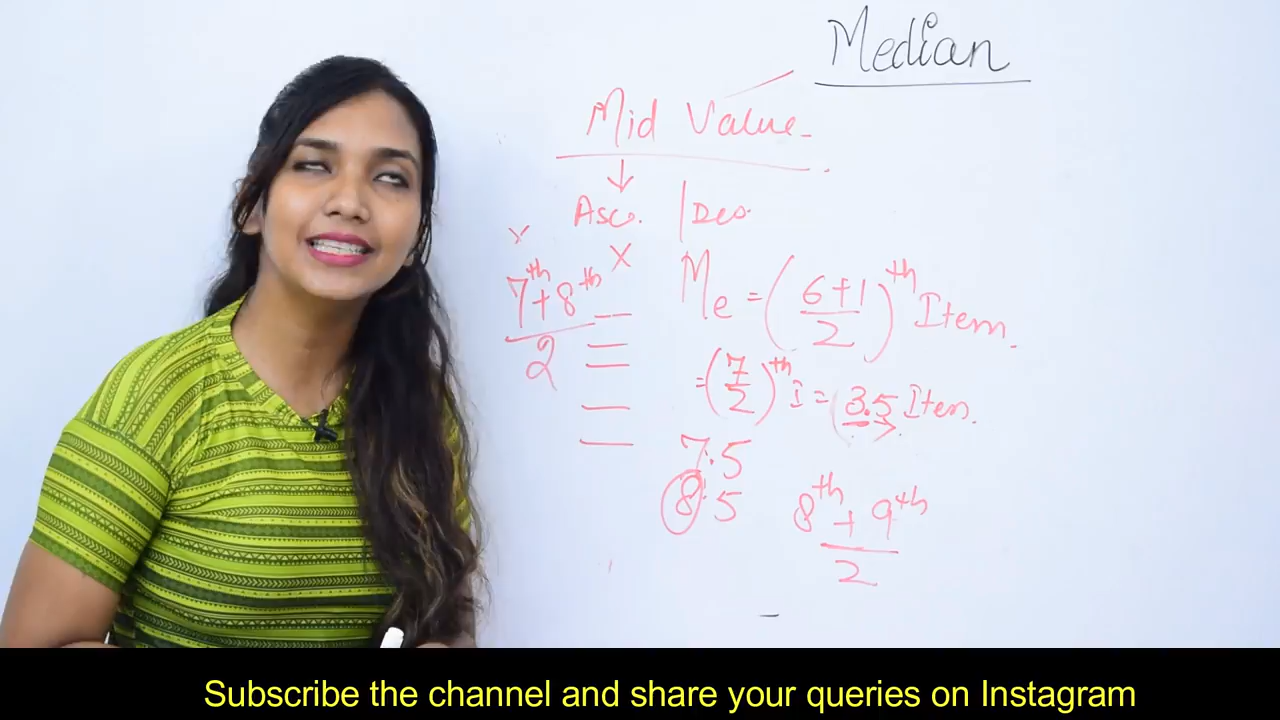 Median
Mid Value
↓
Asc. | Des.
x
X
7th + 8th
2
Me = (6+1/2)th Item.
= (7/2)th I = (3.5 Item.
7.5
8.5
8th + 9th
2
Subscribe the channel and share your queries on Instagram